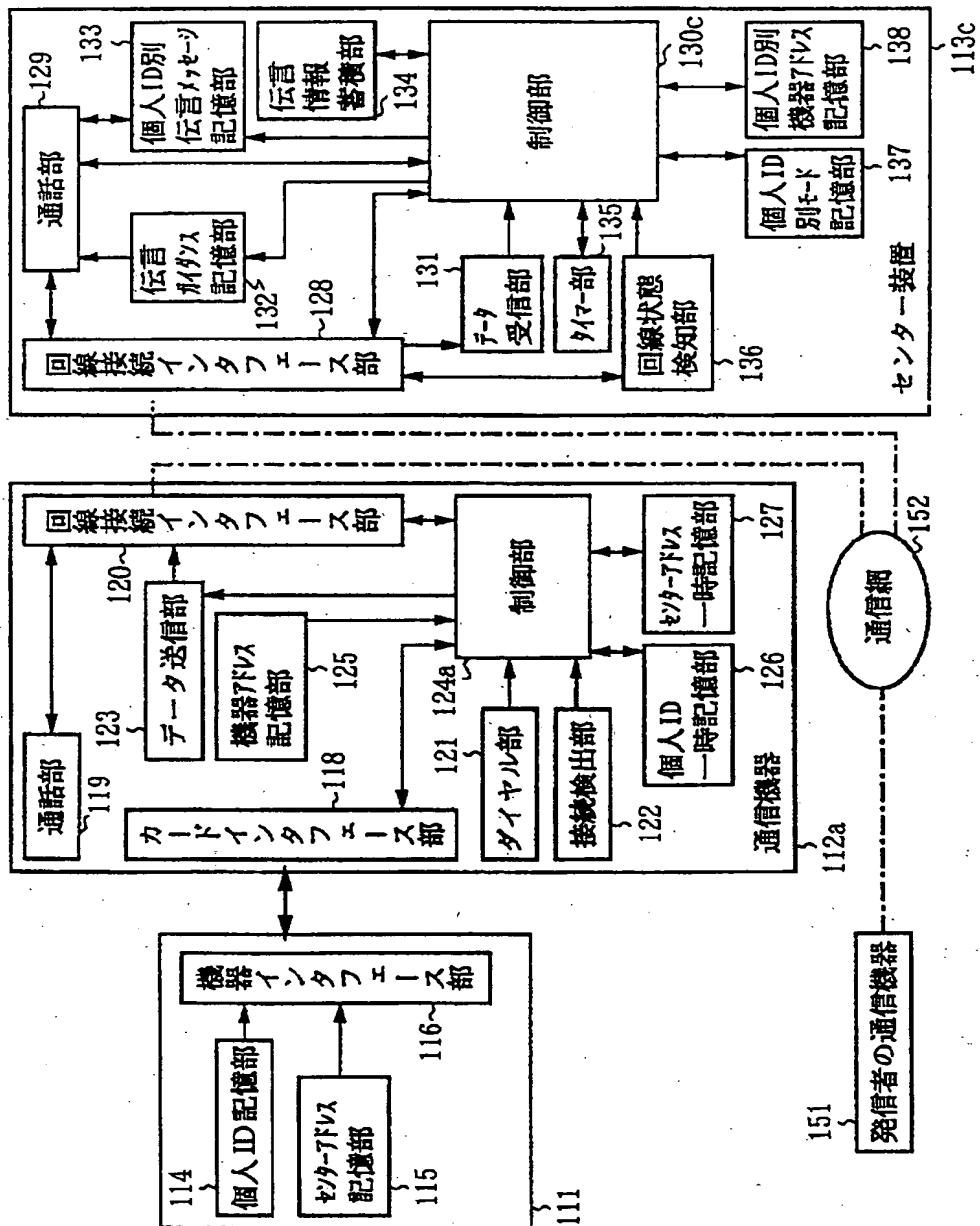 111
114
個人ID記憶部
115
センターアドレス
記憶部
116
機器インタフェース部
112a
通信機器
118
カードインタフェース部
119
通話部
120
回線接続インタフェース部
123
データ送信部
125
機器アドレス
記憶部
124a
制御部
121
ダイヤル部
122
接続検出部
126
個人ID
一時記憶部
127
センターアドレス
一時記憶部
113c
センター装置
128
回線接続インタフェース部
129
通話部
132
伝言
ガイダンス
記憶部
133
個人ID別
伝言メッセージ
記憶部
134
伝言
情報
蓄積部
130c
制御部
131
データ
受信部
135
タイマー部
136
回線状態
検知部
137
個人ID
別モード
記憶部
138
個人ID別
機器アドレス
記憶部
151
発信者の通信機器
152
通信網